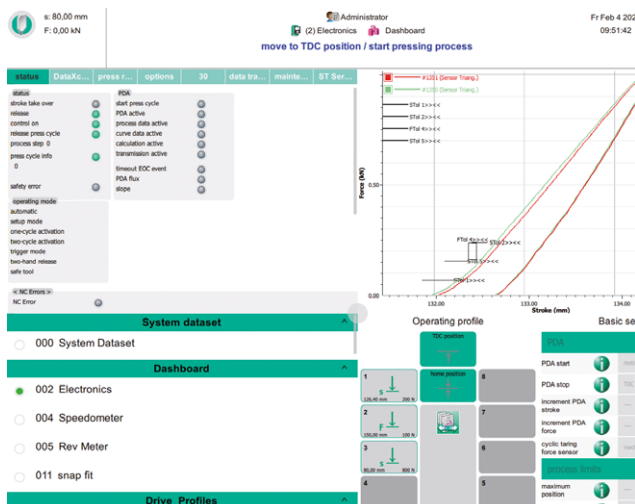 s: 80,00 mm
F: 0,00 kN
Administrator
(2) Electronics Dashboard
move to TDC position / start pressing process
Fr Feb 4 202
09:51:42
status DataXc... press r... options 30 data tra... mainte... ST Ser...
status
stroke take over
release
control on
release press cycle
process step 0
press cycle info
0
safety error
PDA
start press cycle
PDA active
process data active
curve data active
calculation active
transmission active
timeout EOC event
PDA flux
slope
operating mode
automatic
setup mode
one-cycle activation
two-cycle activation
trigger mode
two-hand release
safe tool
< NC Errors >
NC Error
(Sensor Triang.)
(Sensor Triang.)
STol 1>><<
STol 2>><<
FTol 4>><<
STol 5>><<
Force (kN)
0.50
FTol 4>><<
STol 2>><<
STol 5>><<
STol 1>><<
0.00
132.00 133.00 134.00
Stroke (mm)
System dataset
000 System Dataset
Dashboard
002 Electronics
004 Speedometer
005 Rev Meter
011 snap fit
Drive Profiles
Operating profile
TDC position
home position
1
s
126,40 mm 200 N
2
F
150,00 mm 100 N
3
s
80,00 mm 800 N
4
8
7
6
5
Basic se
PDA
PDA start
PDA stop
increment PDA
stroke
increment PDA
force
cyclic taring
force sensor
process limits
maximum
position